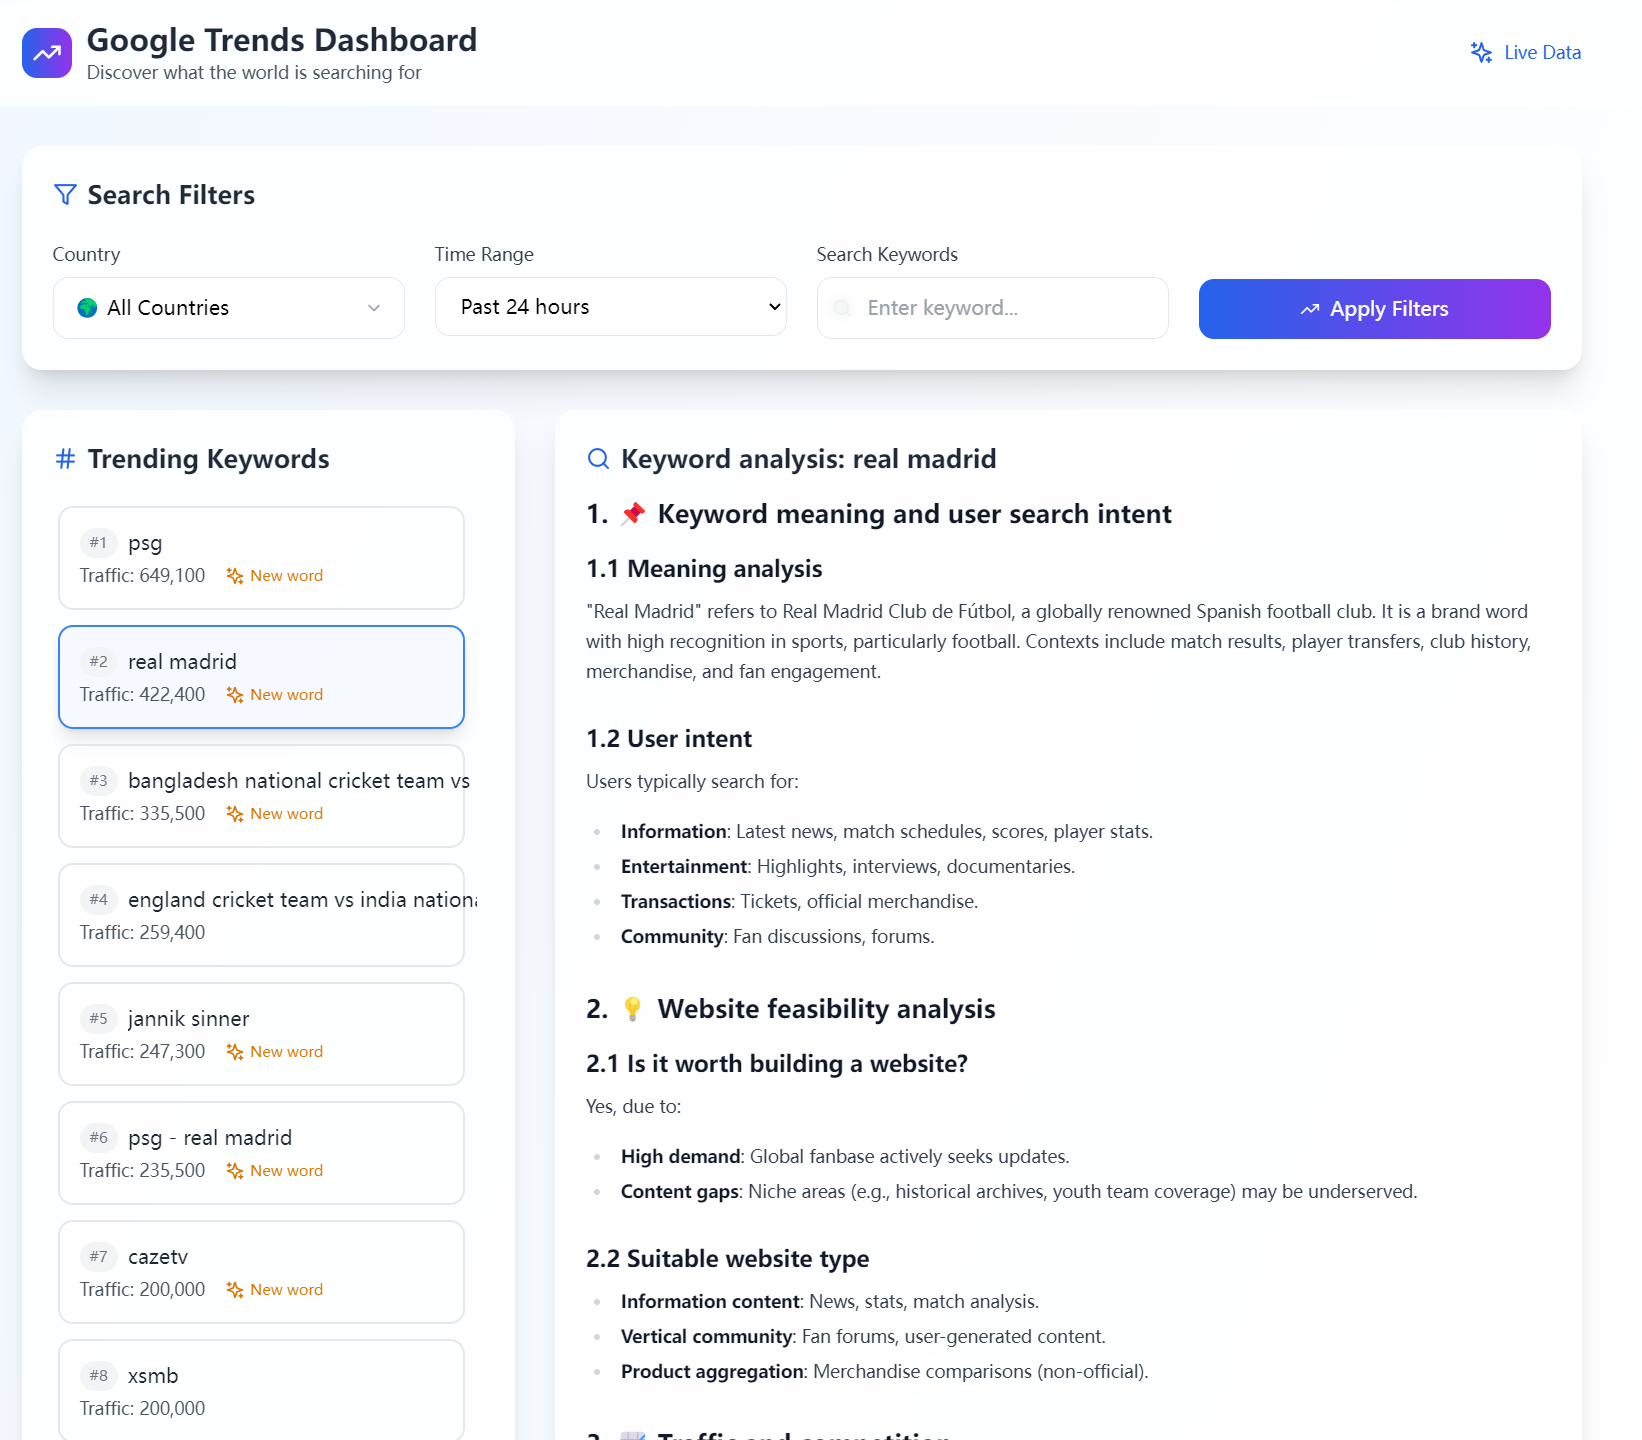 Google Trends Dashboard
Discover what the world is searching for
Live Data
Search Filters
Country
Time Range
Search Keywords
All Countries
Past 24 hours
Enter keyword...
Apply Filters
Trending Keywords
#1 psg
Traffic: 649,100 New word
#2 real madrid
Traffic: 422,400 New word
#3 bangladesh national cricket team vs
Traffic: 335,500 New word
#4 england cricket team vs india
Traffic: 259,400
#5 jannik sinner
Traffic: 247,300 New word
#6 psg - real madrid
Traffic: 235,500 New word
#7 cazetv
Traffic: 200,000 New word
#8 xsmb
Traffic: 200,000
Keyword analysis: real madrid
1. 📌 Keyword meaning and user search intent
1.1 Meaning analysis
"Real Madrid" refers to Real Madrid Club de Fútbol, a globally renowned Spanish football club. It is a brand word
with high recognition in sports, particularly football. Contexts include match results, player transfers, club history,
merchandise, and fan engagement.
1.2 User intent
Users typically search for:
Information: Latest news, match schedules, scores, player stats.
Entertainment: Highlights, interviews, documentaries.
Transactions: Tickets, official merchandise.
Community: Fan discussions, forums.
2. 💡 Website feasibility analysis
2.1 Is it worth building a website?
Yes, due to:
High demand: Global fanbase actively seeks updates.
Content gaps: Niche areas (e.g., historical archives, youth team coverage) may be underserved.
2.2 Suitable website type
Information content: News, stats, match analysis.
Vertical community: Fan forums, user-generated content.
Product aggregation: Merchandise comparisons (non-official).
3. 📈 Traffic and competition